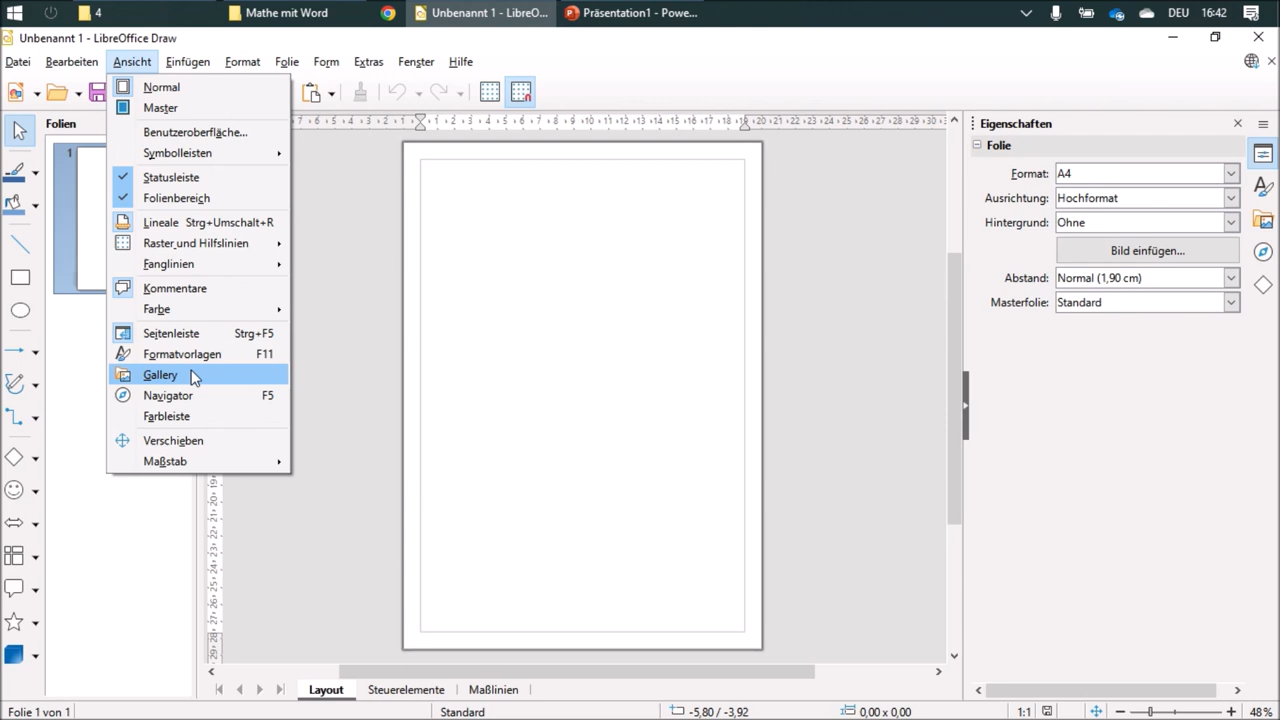 4
Mathe mit Word
Unbenannt 1 - LibreO...
Präsentation1 - Powe...
DEU
16:42
Unbenannt 1 - LibreOffice Draw
Datei Bearbeiten Ansicht Einfügen Format Folie Form Extras Fenster Hilfe
Folien
1
Normal
Master
Benutzeroberfläche...
Symbolleisten
Statusleiste
Folienbereich
Lineale Strg+Umschalt+R
Raster und Hilfslinien
Fanglinien
Kommentare
Farbe
Seitenleiste Strg+F5
Formatvorlagen F11
Gallery
Navigator F5
Farbleiste
Verschieben
Maßstab
Eigenschaften
Folie
Format: A4
Ausrichtung: Hochformat
Hintergrund: Ohne
Bild einfügen...
Abstand: Normal (1,90 cm)
Masterfolie: Standard
Layout Steuerelemente Maßlinien
Folie 1 von 1
Standard
-5,80 / -3,92
0,00 x 0,00
1:1
48%